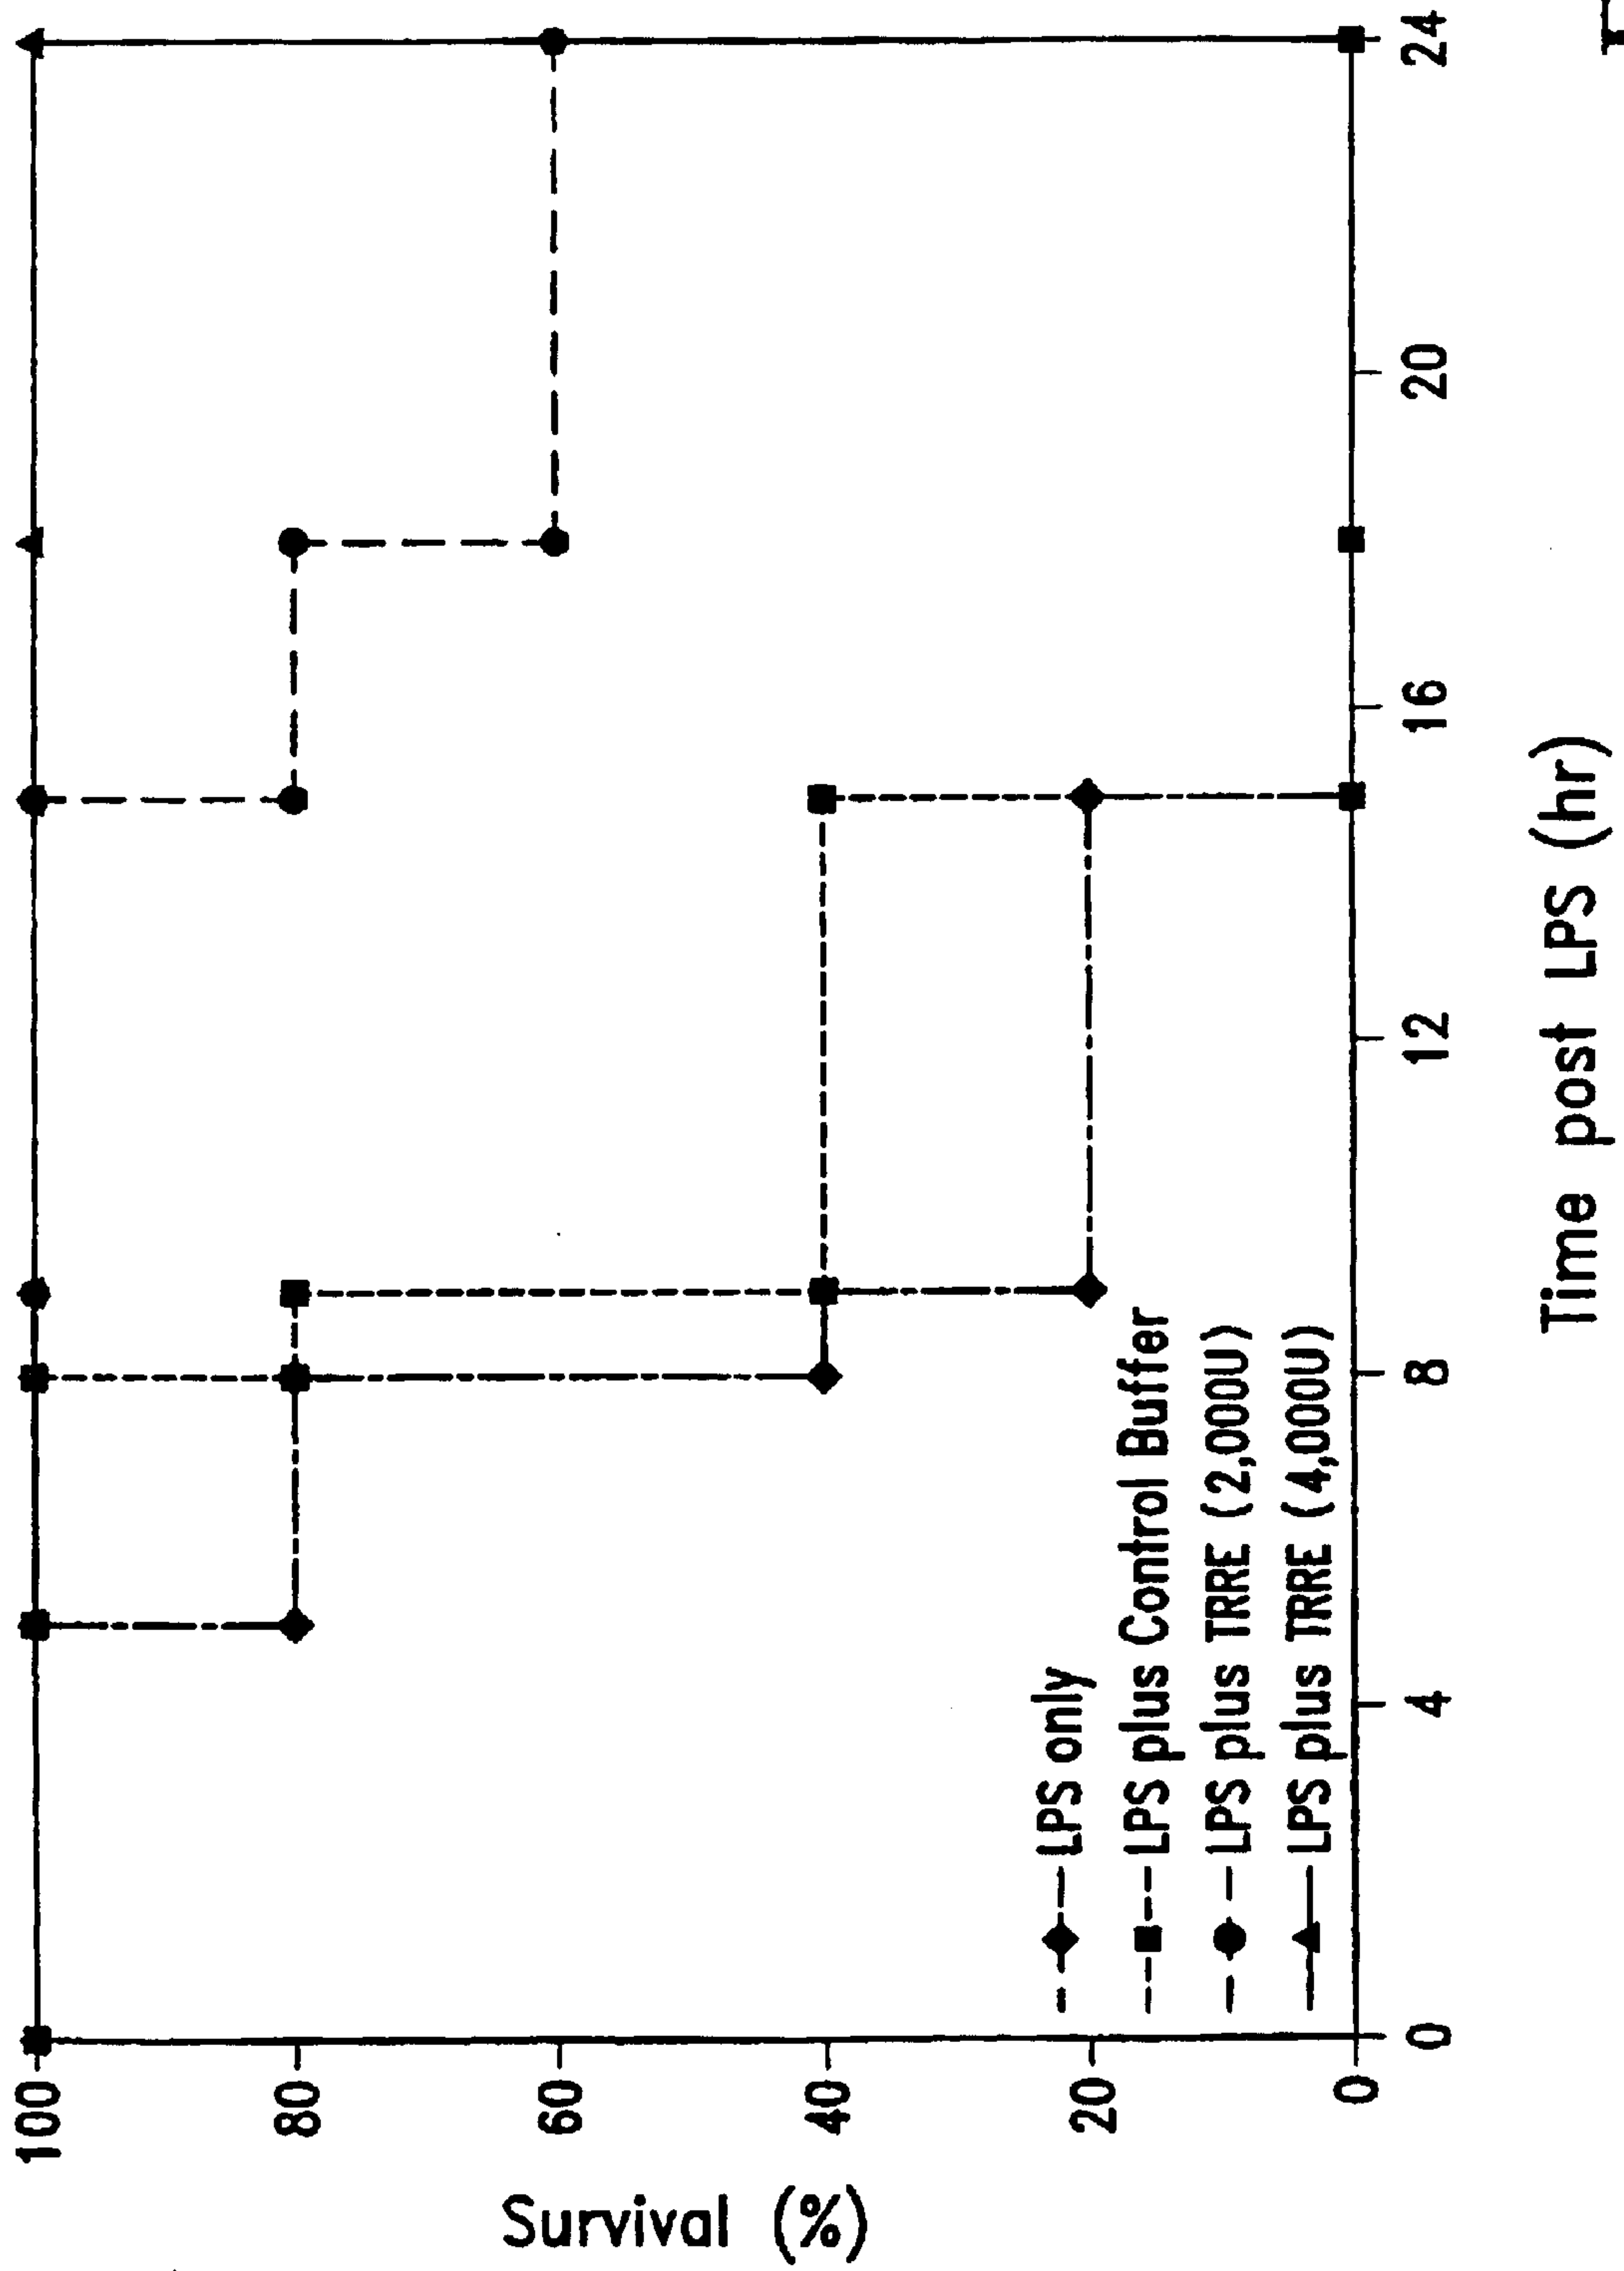 Survival (%)
100
80
60
40
20
0
LPS only
LPS plus Control Buffer
LPS plus TRRE (2,000U)
LPS plus TRRE (4,000U)
0 4 8 12 16 20 24
Time post LPS (hr)